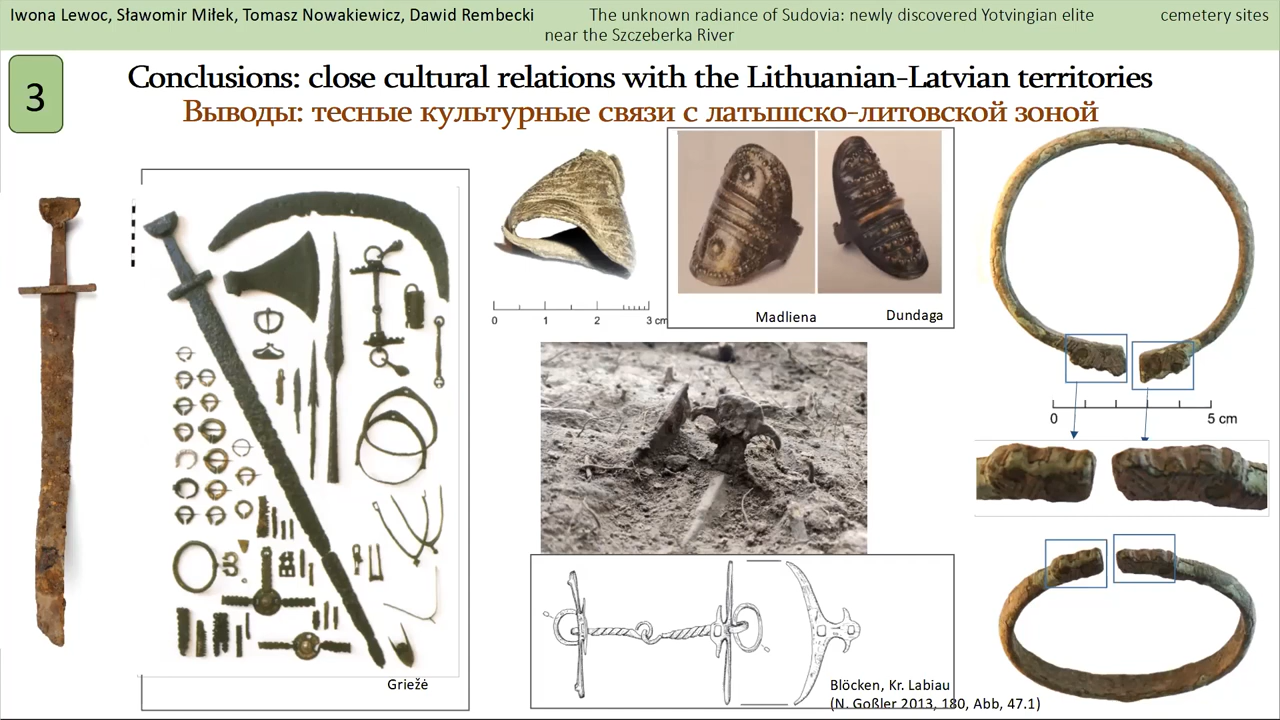 Iwona Lewoc, Sławomir Miłek, Tomasz Nowakiewicz, Dawid Rembecki The unknown radiance of Sudovia: newly discovered Yotvingian elite cemetery sites
near the Szczeberka River
3
Conclusions: close cultural relations with the Lithuanian-Latvian territories
Выводы: тесные культурные связи с латышско-литовской зоной
0 1 2 3 cm
Madliena
Dundaga
0 5 cm
Griežė
Blöcken, Kr. Labiau
(N. Goßler 2013, 180, Abb, 47.1)